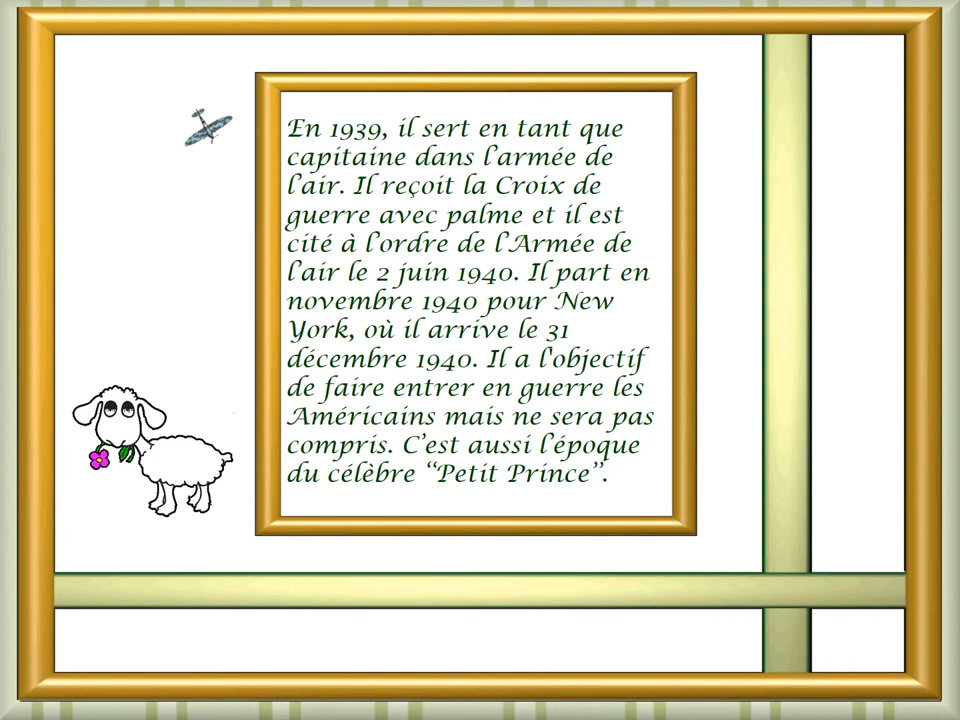 En 1939, il sert en tant que
capitaine dans l’armée de
l’air. Il reçoit la Croix de
guerre avec palme et il est
cité à l’ordre de l’Armée de
l’air le 2 juin 1940. Il part en
novembre 1940 pour New
York, où il arrive le 31
décembre 1940. Il a l'objectif
de faire entrer en guerre les
Américains mais ne sera pas
compris. C’est aussi l’époque
du célèbre “Petit Prince”.